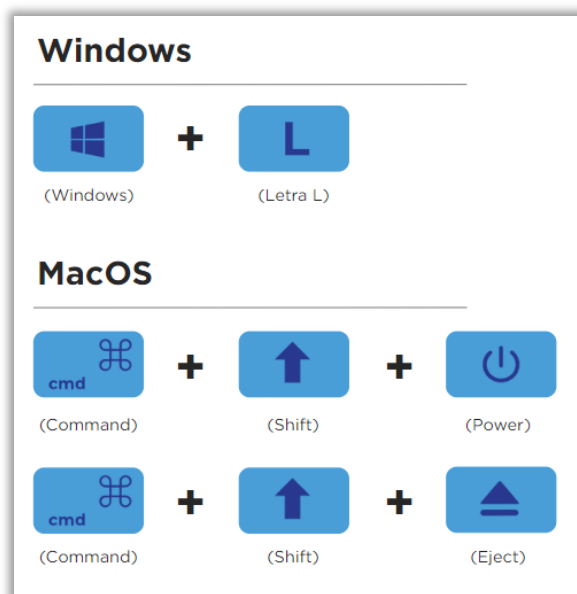 Windows
+ L
(Windows) (Letra L)
MacOS
⌘
cmd + +
(Command) (Shift) (Power)
⌘
cmd + +
(Command) (Shift) (Eject)